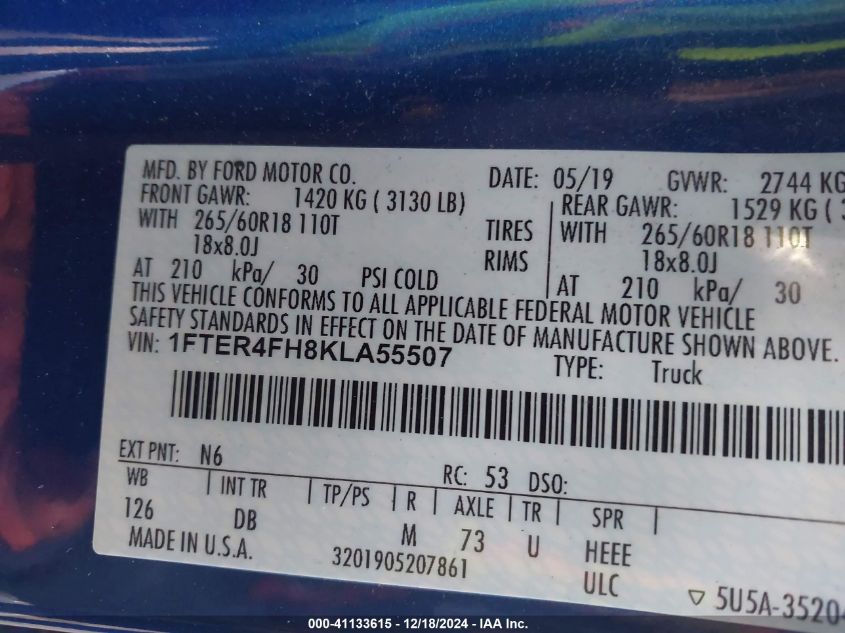 MFD. BY FORD MOTOR CO. DATE: 05/19 GVWR: 2744 KG
FRONT GAWR: 1420 KG ( 3130 LB) REAR GAWR: 1529 KG (
WITH 265/60R18 110T TIRES WITH 265/60R18 110T
18x8.0J RIMS 18x8.0J
AT 210 kPa/ 30 PSI COLD AT 210 kPa/ 30
THIS VEHICLE CONFORMS TO ALL APPLICABLE FEDERAL MOTOR VEHICLE
SAFETY STANDARDS IN EFFECT ON THE DATE OF MANUFACTURE SHOWN ABOVE.
VIN: 1FTER4FH8KLA55507 TYPE: Truck
EXT PNT: N6 RC: 53 DSO:
WB INT TR TP/PS R AXLE TR SPR
126 DB M 73 U HEEE
MADE IN U.S.A. 3201905207861 ULC ▽ 5U5A-3520
000-41133615 - 12/18/2024 - IAA Inc.